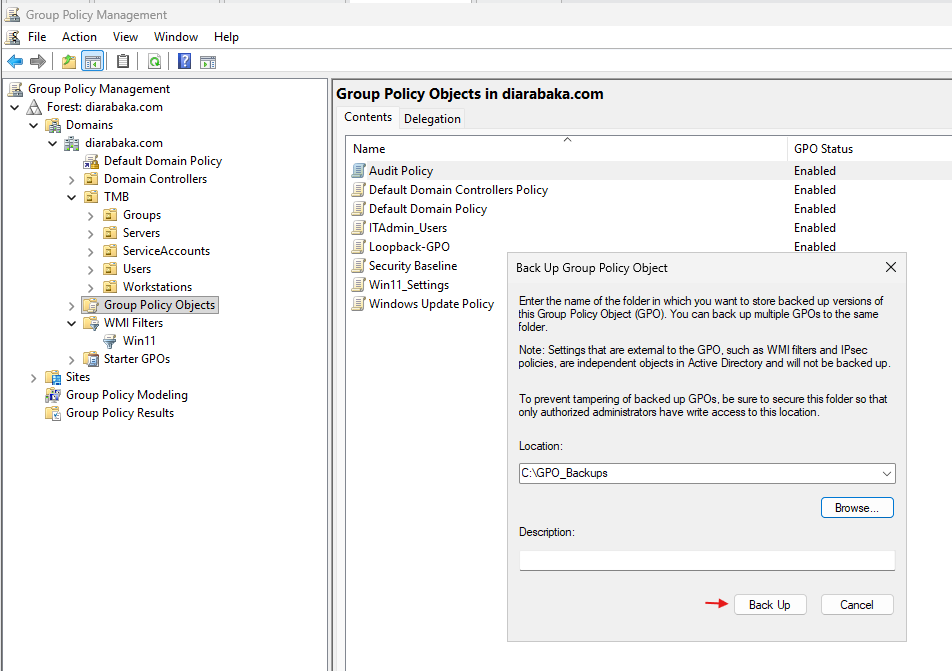 Group Policy Management
File Action View Window Help
Group Policy Management
Forest: diarabaka.com
Domains
diarabaka.com
Default Domain Policy
Domain Controllers
TMB
Groups
Servers
ServiceAccounts
Users
Workstations
Group Policy Objects
WMI Filters
Win11
Starter GPOs
Sites
Group Policy Modeling
Group Policy Results
Group Policy Objects in diarabaka.com
Contents Delegation
Name GPO Status
Audit Policy Enabled
Default Domain Controllers Policy Enabled
Default Domain Policy Enabled
ITAdmin_Users Enabled
Loopback-GPO Enabled
Security Baseline
Win11_Settings
Windows Update Policy
Back Up Group Policy Object
Enter the name of the folder in which you want to store backed up versions of
this Group Policy Object (GPO). You can back up multiple GPOs to the same
folder.
Note: Settings that are external to the GPO, such as WMI filters and IPsec
policies, are independent objects in Active Directory and will not be backed up.
To prevent tampering of backed up GPOs, be sure to secure this folder so that
only authorized administrators have write access to this location.
Location:
C:\GPO_Backups
Browse...
Description:
Back Up Cancel